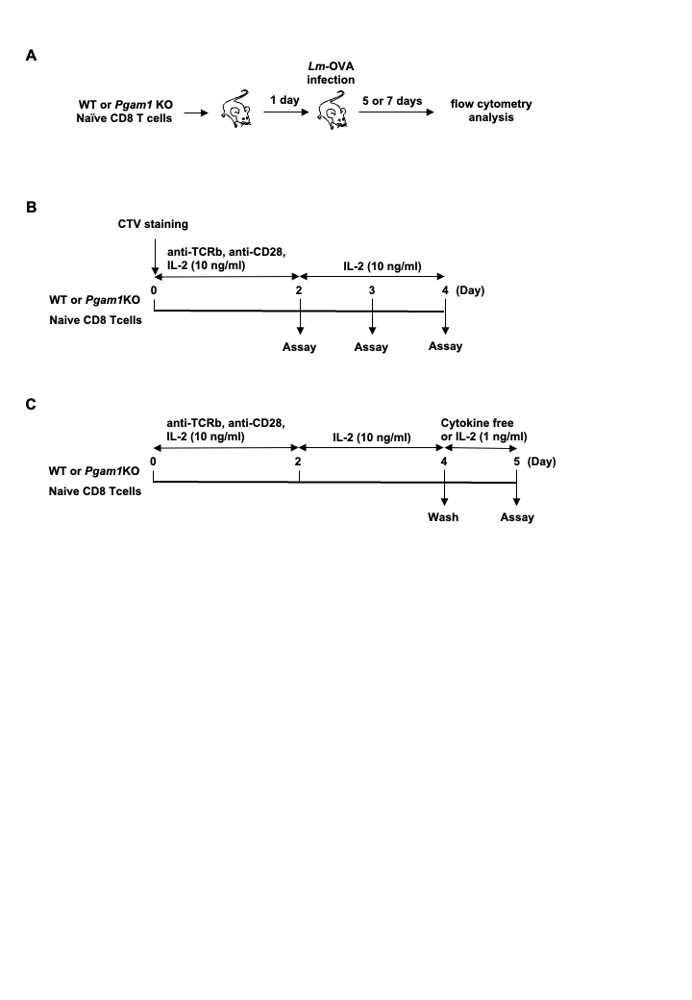 A
Lm-OVA
infection
WT or Pgam1 KO
Naïve CD8 T cells
1 day
5 or 7 days
flow cytometry
analysis
B
CTV staining
anti-TCRb, anti-CD28,
IL-2 (10 ng/ml)
IL-2 (10 ng/ml)
0 2 3 4 (Day)
WT or Pgam1KO
Naive CD8 Tcells
Assay Assay Assay
C
anti-TCRb, anti-CD28,
IL-2 (10 ng/ml)
IL-2 (10 ng/ml)
Cytokine free
or IL-2 (1 ng/ml)
0 2 4 5 (Day)
WT or Pgam1KO
Naive CD8 Tcells
Wash Assay